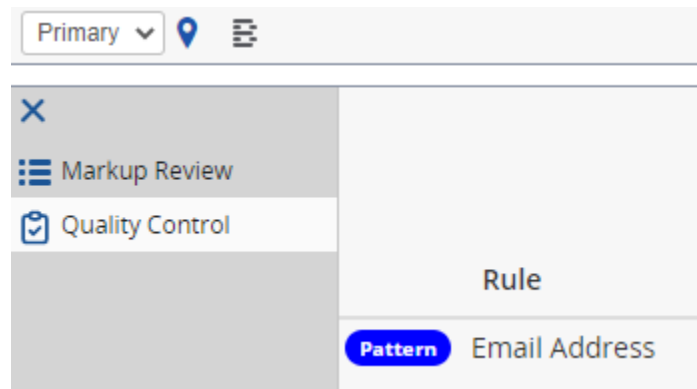 Primary
Markup Review
Quality Control
Rule
Pattern Email Address